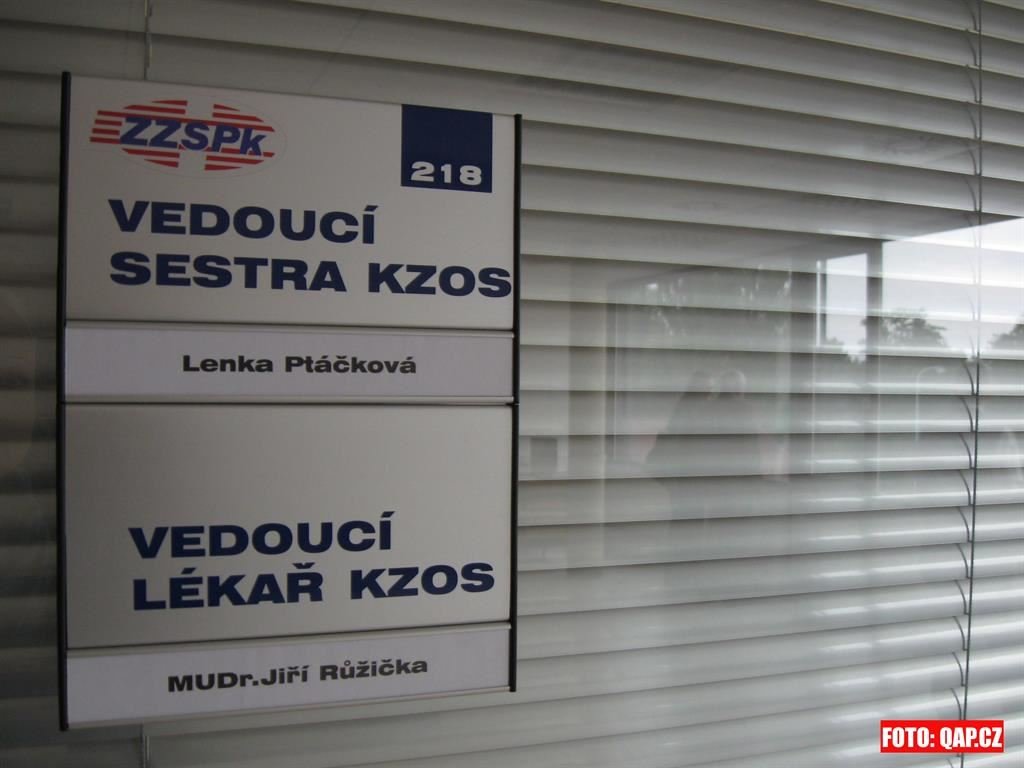 ZZSPk
218
VEDOUCÍ
SESTRA KZOS
Lenka Ptáčková
VEDOUCÍ
LÉKAŘ KZOS
MUDr.Jiří Růžička
FOTO: QAP.CZ